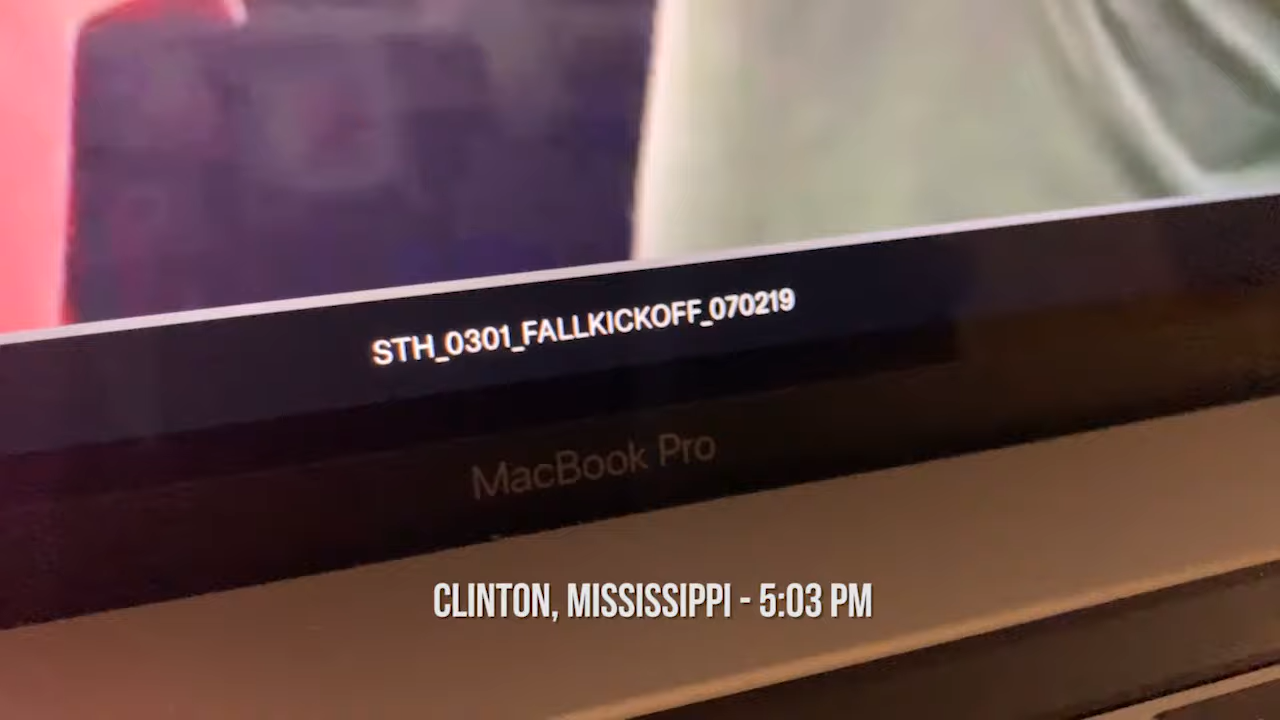 STH_0301_FALLKICKOFF_070219
MacBook Pro
CLINTON, MISSISSIPPI - 5:03 PM